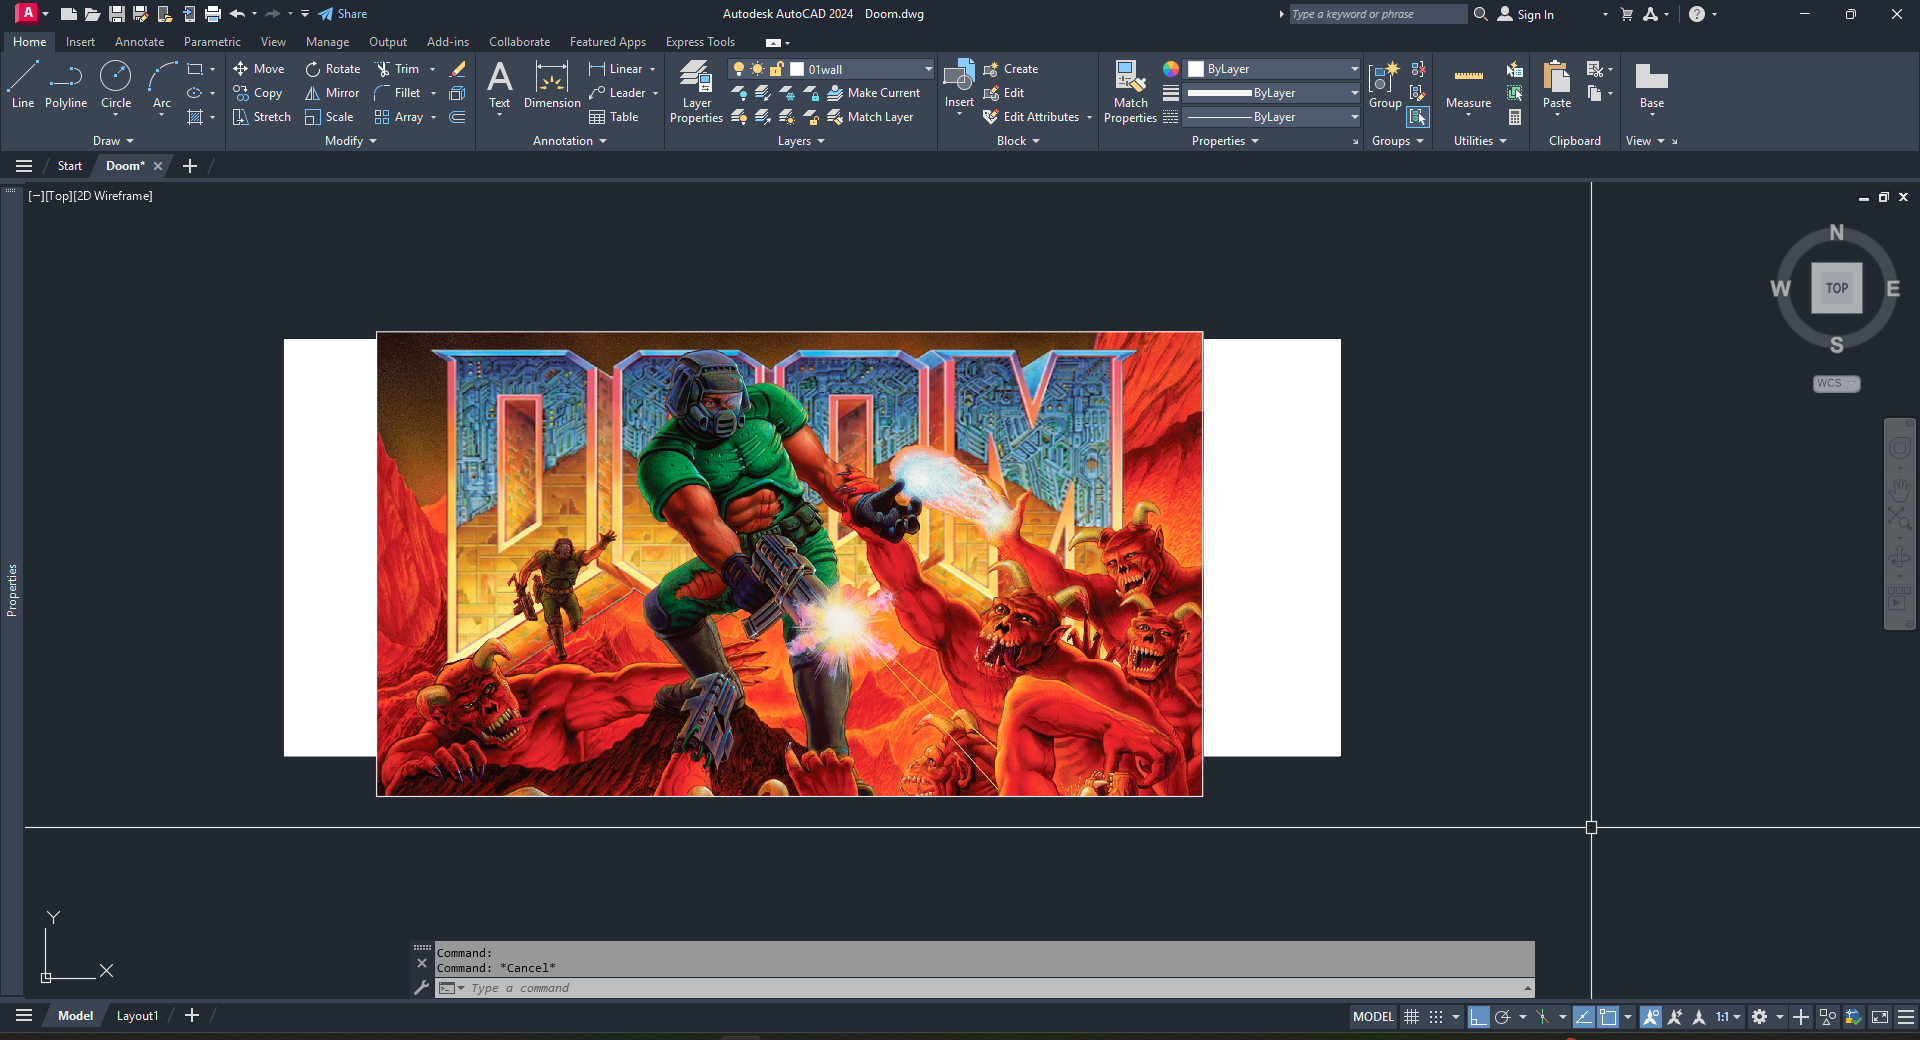 A
Share
Autodesk AutoCAD 2024 Doom.dwg
Type a keyword or phrase
Sign In
Home Insert Annotate Parametric View Manage Output Add-ins Collaborate Featured Apps Express Tools
Line Polyline Circle Arc
Draw
Move Rotate Trim
Copy Mirror Fillet
Stretch Scale Array
Modify
Text Dimension
Linear
Leader
Table
Annotation
Layer Properties
01wall
Make Current
Match Layer
Layers
Insert
Create
Edit
Edit Attributes
Block
Match Properties
ByLayer
ByLayer
ByLayer
Properties
Group
Groups
Measure
Utilities
Paste
Clipboard
Base
View
Start Doom*
[−][Top][2D Wireframe]
N
W TOP E
S
WCS
DOOM
Properties
Y
X
Command:
Command: *Cancel*
Type a command
Model Layout1
MODEL 1:1